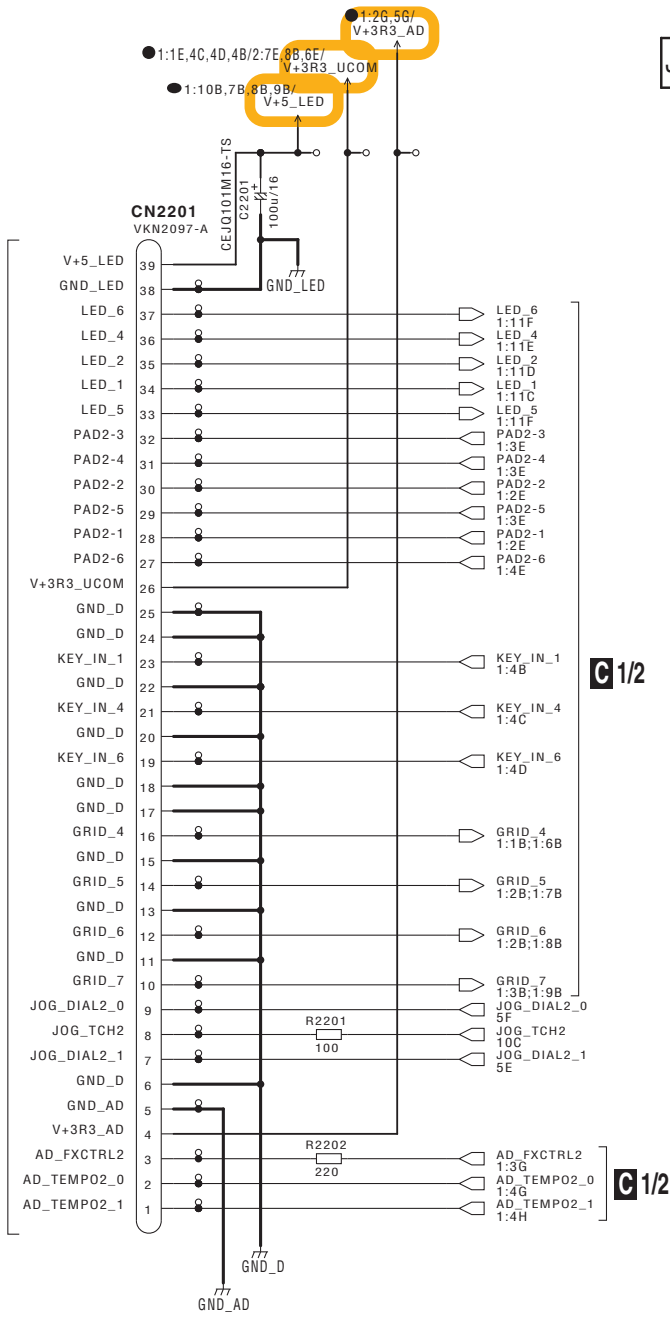 1:2G,5G/
V+3R3_AD
1:1E,4C,4D,4B/2:7E,8B,6E/
V+3R3_UCOM
1:10B,7B,8B,9B/
V+5_LED
CEJQ101M16-TS
C2201
+
100u/16
CN2201
VKN2097-A
GND_LED
V+5_LED 39
GND_LED 38
LED_6 37 LED_6
1:11F
LED_4 36 LED_4
1:11E
LED_2 35 LED_2
1:11D
LED_1 34 LED_1
1:11C
LED_5 33 LED_5
1:11F
PAD2-3 32 PAD2-3
1:3E
PAD2-4 31 PAD2-4
1:3E
PAD2-2 30 PAD2-2
1:2E
PAD2-5 29 PAD2-5
1:3E
PAD2-1 28 PAD2-1
1:2E
PAD2-6 27 PAD2-6
1:4E
V+3R3_UCOM 26
GND_D 25
GND_D 24
KEY_IN_1 23 KEY_IN_1
1:4B
C 1/2
GND_D 22
KEY_IN_4 21 KEY_IN_4
1:4C
GND_D 20
KEY_IN_6 19 KEY_IN_6
1:4D
GND_D 18
GND_D 17
GRID_4 16 GRID_4
1:1B;1:6B
GND_D 15
GRID_5 14 GRID_5
1:2B;1:7B
GND_D 13
GRID_6 12 GRID_6
1:2B;1:8B
GND_D 11
GRID_7 10 GRID_7
1:3B;1:9B
JOG_DIAL2_0 9 JOG_DIAL2_0
5F
R2201
JOG_TCH2 8 JOG_TCH2
100
10C
JOG_DIAL2_1 7 JOG_DIAL2_1
5E
GND_D 6
GND_AD 5
V+3R3_AD 4
R2202
AD_FXCTRL2 3 AD_FXCTRL2
220
1:3G
AD_TEMPO2_0 2 AD_TEMPO2_0
1:4G
C 1/2
AD_TEMPO2_1 1 AD_TEMPO2_1
1:4H
GND_D
GND_AD